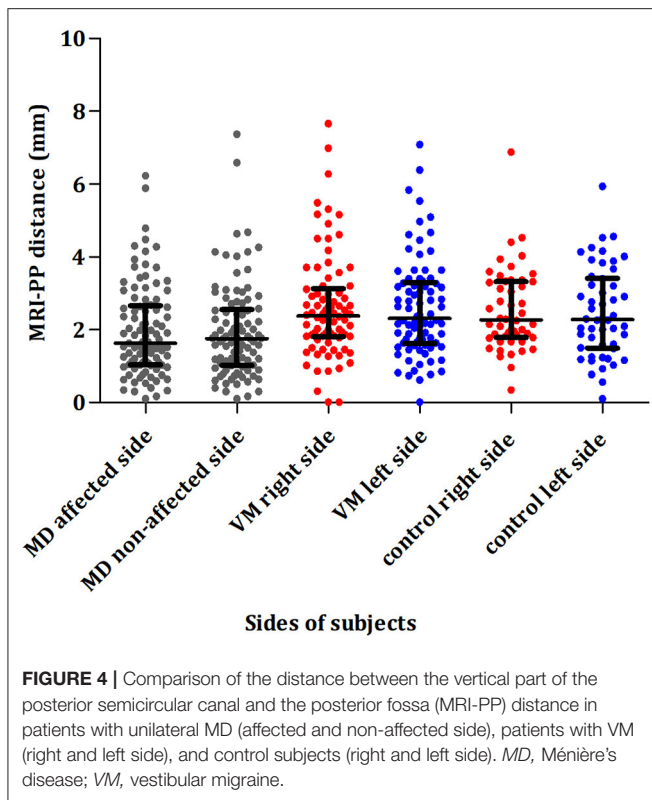 10
8
6
4
2
0
MRI-PP distance (mm)
MD affected side
MD non-affected side
VM right side
VM left side
control right side
control left side
Sides of subjects
FIGURE 4 | Comparison of the distance between the vertical part of the
posterior semicircular canal and the posterior fossa (MRI-PP) distance in
patients with unilateral MD (affected and non-affected side), patients with VM
(right and left side), and control subjects (right and left side). MD, Ménière's
disease; VM, vestibular migraine.